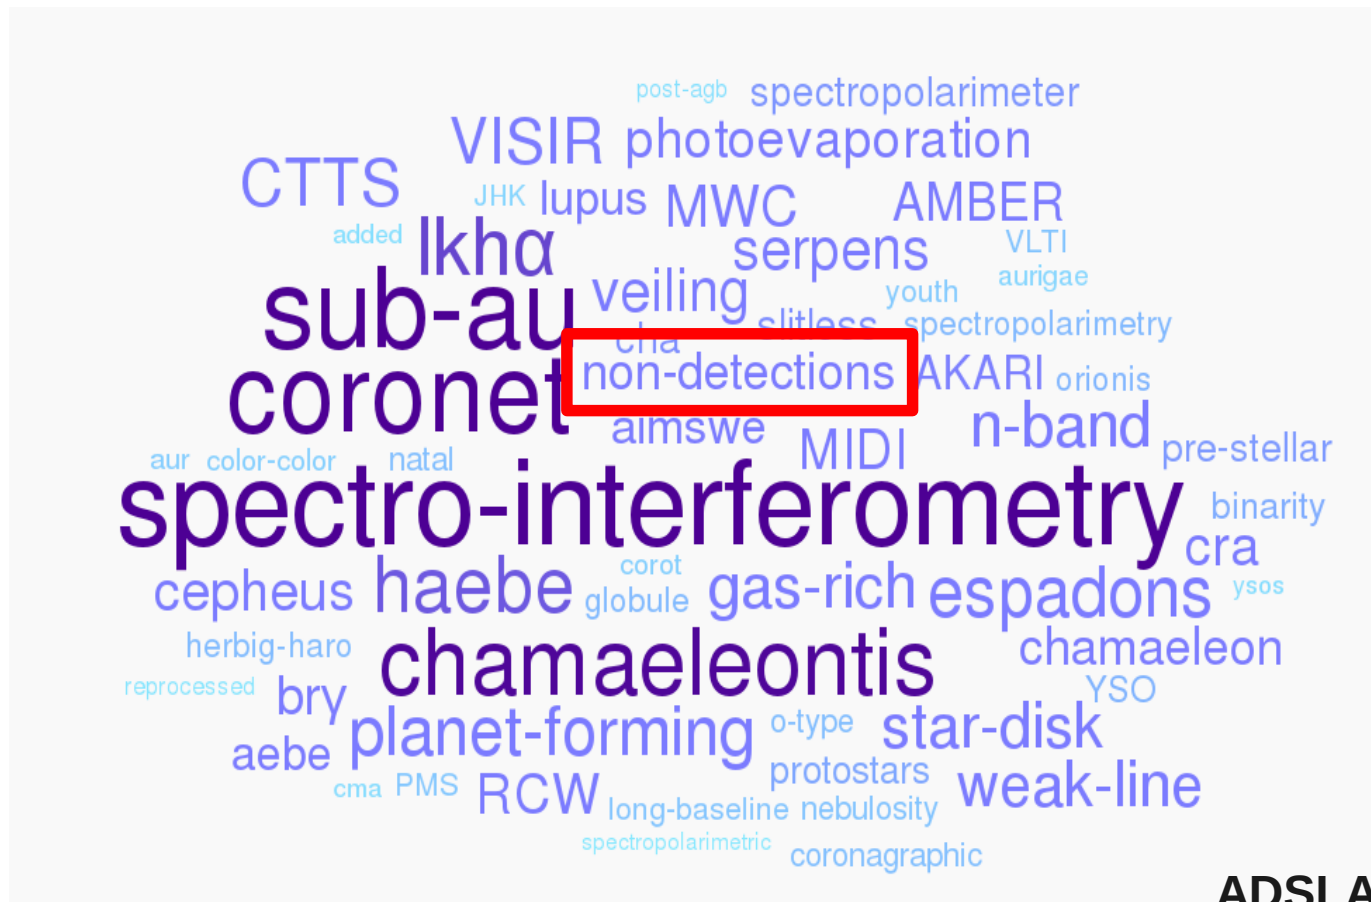 post-agb spectropolarimeter
VISIR photoevaporation
CTTS JHK lupus MWC AMBER
added lkhα serpens VLTI
sub-au veiling youth aurigae
cha slitless spectropolarimetry
coronet non-detections AKARI orionis
aimswe MIDI n-band pre-stellar
aur color-color natal
spectro-interferometry binarity
cra
cepheus haebe corot globule gas-rich espadons ysos
herbig-haro chamaeleontis chamaeleon
reprocessed bry YSO
aebe planet-forming o-type star-disk
cma PMS RCW protostars weak-line
long-baseline nebulosity
spectropolarimetric coronagraphic